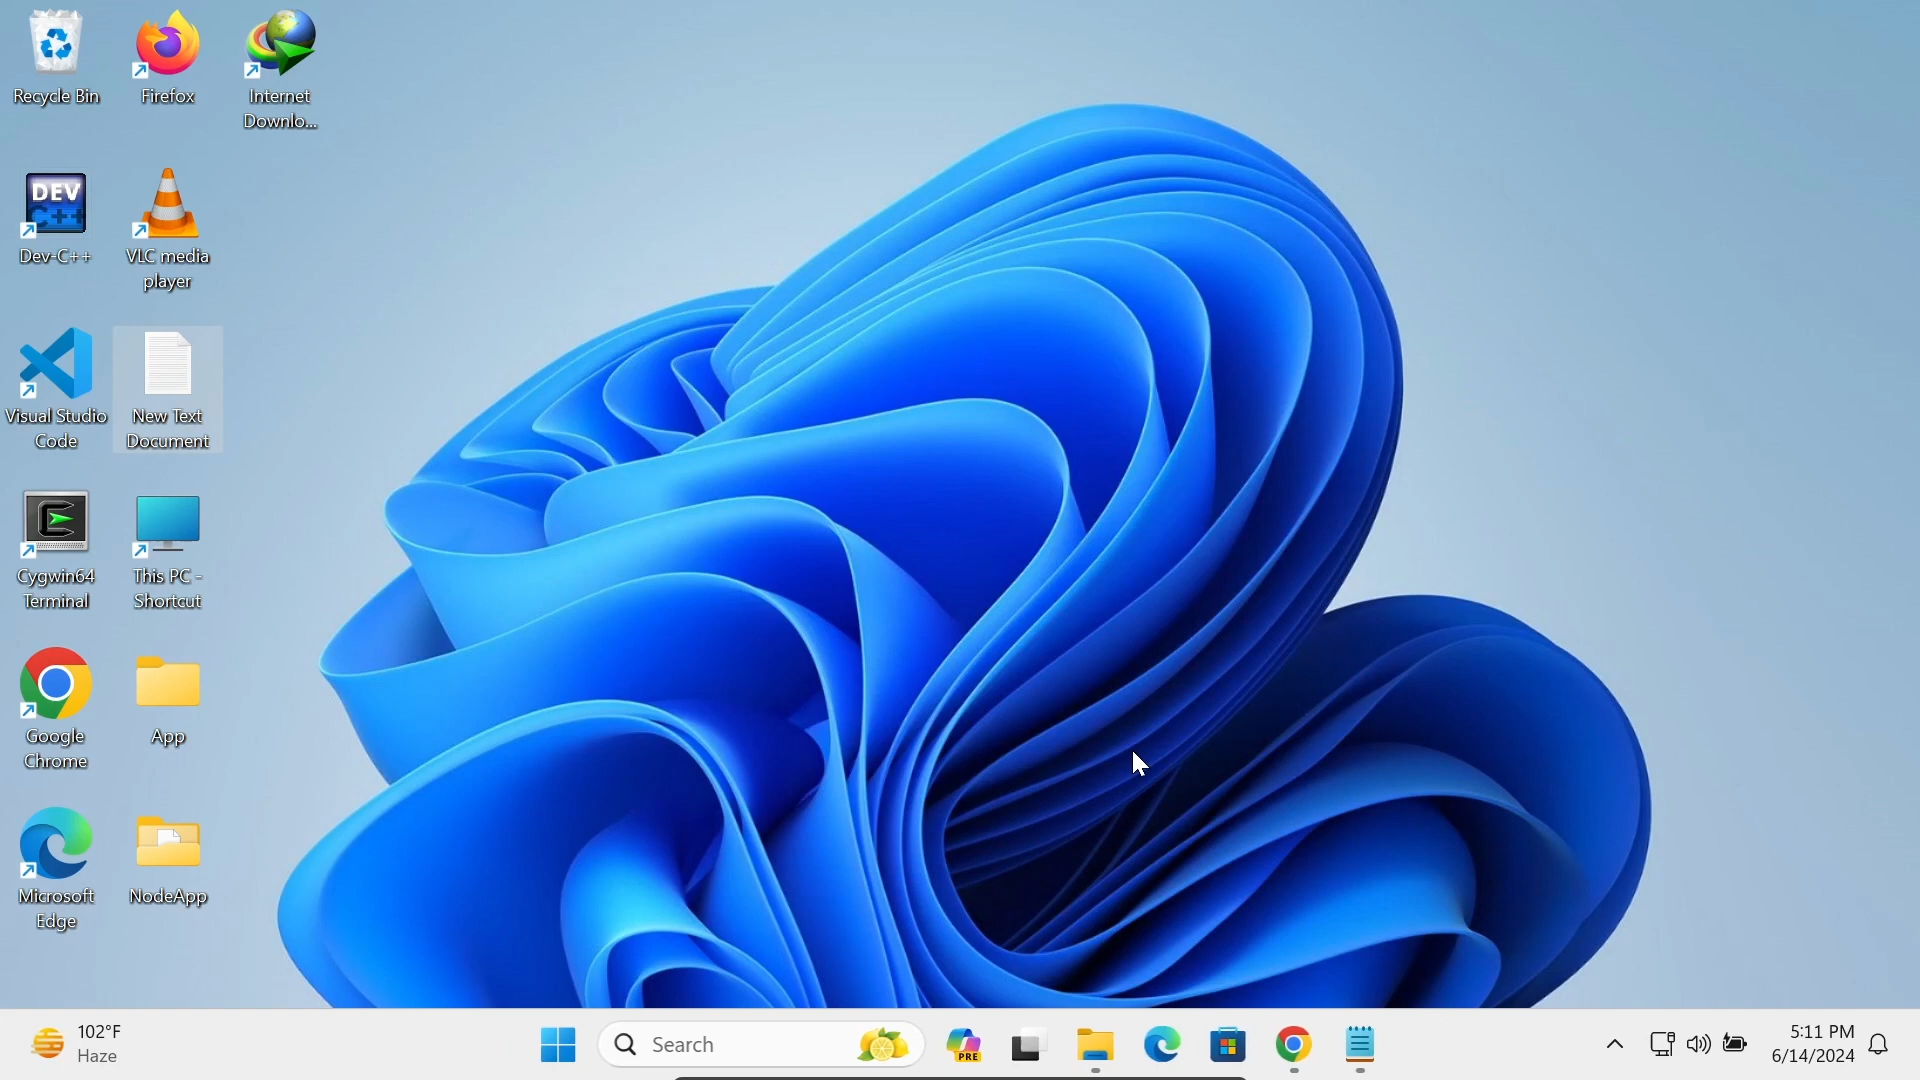 Recycle Bin
Firefox
Internet
Downlo...
DEV
C++
Dev-C++
VLC media
player
Visual Studio
Code
New Text
Document
Cygwin64
Terminal
This PC -
Shortcut
Google
Chrome
App
Microsoft
Edge
NodeApp
102°F
Haze
Search
PRE
5:11 PM
6/14/2024